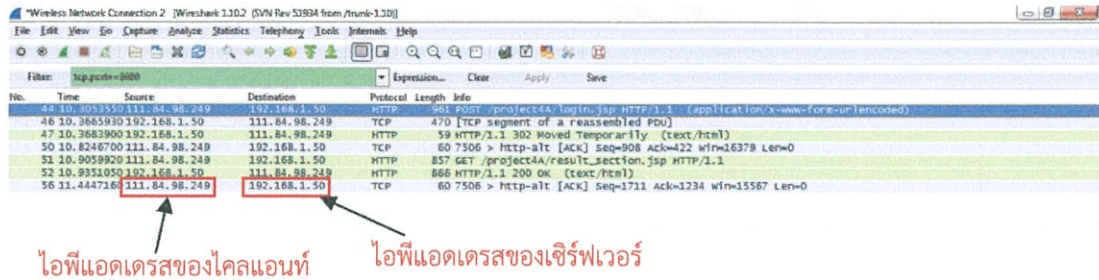 *Wireless Network Connection 2 [Wireshark 1.10.2 (SVN Rev 51934 from /trunk-1.10)]
File Edit View Go Capture Analyze Statistics Telephony Tools Internals Help
Filter: tcp.port==8080 Expression... Clear Apply Save
No. Time Source Destination Protocol Length Info
44 10.3053550 111.84.98.249 192.168.1.50 HTTP 961 POST /project4A/login.jsp HTTP/1.1 (application/x-www-form-urlencoded)
46 10.3665930 192.168.1.50 111.84.98.249 TCP 470 [TCP segment of a reassembled PDU]
47 10.3683900 192.168.1.50 111.84.98.249 HTTP 59 HTTP/1.1 302 Moved Temporarily (text/html)
50 10.8246700 111.84.98.249 192.168.1.50 TCP 60 7506 > http-alt [ACK] Seq=908 Ack=422 Win=16379 Len=0
51 10.9059920 111.84.98.249 192.168.1.50 HTTP 857 GET /project4A/result_section.jsp HTTP/1.1
52 10.9351050 192.168.1.50 111.84.98.249 HTTP 866 HTTP/1.1 200 OK (text/html)
56 11.4447160 111.84.98.249 192.168.1.50 TCP 60 7506 > http-alt [ACK] Seq=1711 Ack=1234 Win=15567 Len=0
ไอพีแอดเดรสของไคลแอนท์
ไอพีแอดเดรสของเซิร์ฟเวอร์